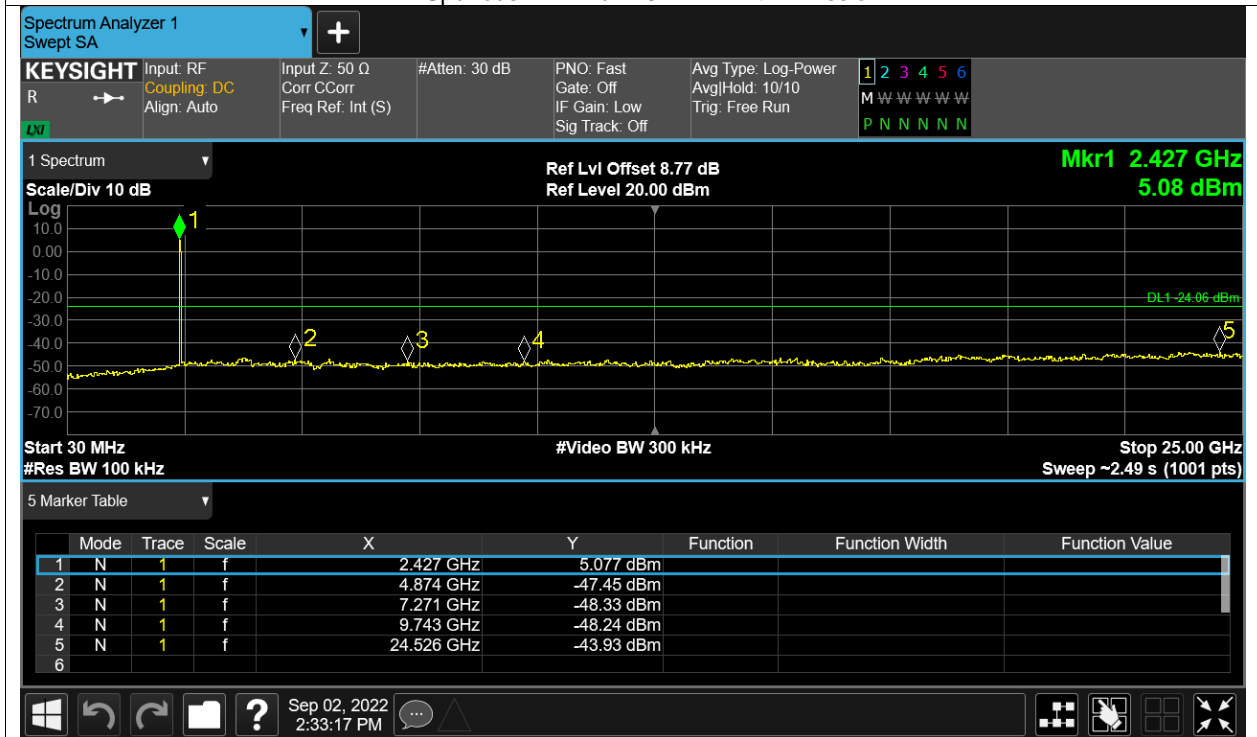 Spectrum Analyzer 1
Swept SA
+
KEYSIGHT Input: RF Input Z: 50 Ω #Atten: 30 dB PNO: Fast Avg Type: Log-Power 1 2 3 4 5 6
R Coupling: DC Corr CCorr Gate: Off Avg|Hold: 10/10 M W W W W W
Align: Auto Freq Ref: Int (S) IF Gain: Low Trig: Free Run
LXI Sig Track: Off P N N N N N
1 Spectrum Ref Lvl Offset 8.77 dB Mkr1 2.427 GHz
Scale/Div 10 dB Ref Level 20.00 dBm 5.08 dBm
Log
1
10.0
0.00
-10.0
-20.0 DL1 -24.06 dBm
-30.0
2 3 4 5
-40.0
-50.0
-60.0
-70.0
Start 30 MHz #Video BW 300 kHz Stop 25.00 GHz
#Res BW 100 kHz Sweep ~2.49 s (1001 pts)
5 Marker Table
Mode Trace Scale X Y Function Function Width Function Value
1 N 1 f 2.427 GHz 5.077 dBm
2 N 1 f 4.874 GHz -47.45 dBm
3 N 1 f 7.271 GHz -48.33 dBm
4 N 1 f 9.743 GHz -48.24 dBm
5 N 1 f 24.526 GHz -43.93 dBm
6
? Sep 02, 2022
2:33:17 PM